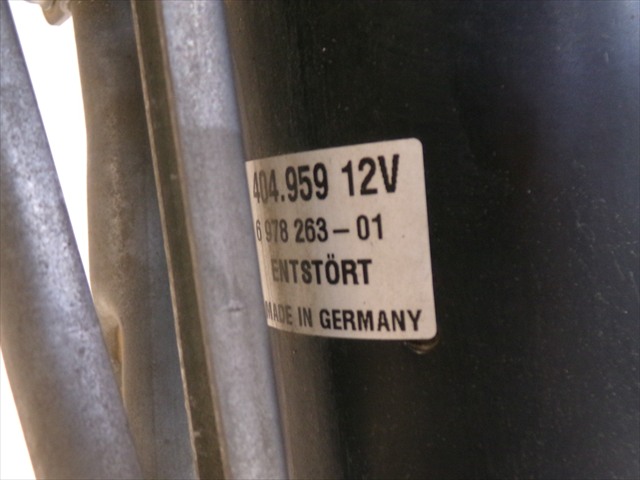 404.959 12V
6 978 263-01
ENTSTÖRT
MADE IN GERMANY